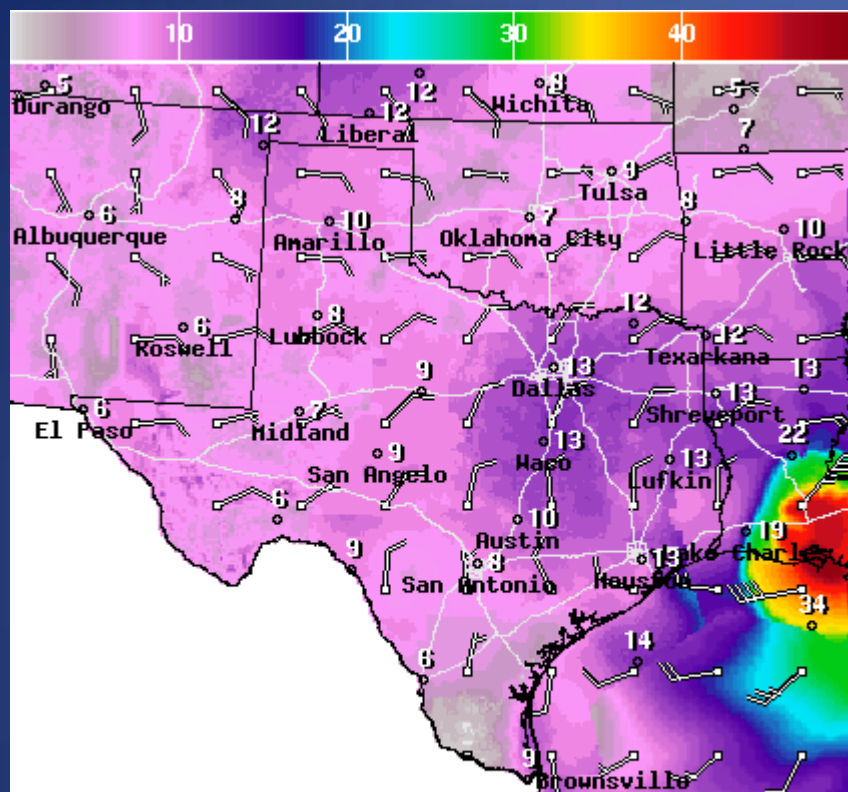 10 20 30 40
5 12 8 5
Durango Wichita
12 12
Liberal
12 7
9
Tulsa
6 8 10 7 8 10
Albuquerque Amarillo Oklahoma City Little Rock
6 8 12 12
Roswell Lubbock Texarkana
9 13 13
Dallas
6 7 13
El Paso Midland Shreveport
9 13 13 22
San Angelo Waco Lufkin
6 10 19
Austin
9 8 13 Lake Charles
San Antonio Houston
34
6 14
9
Brownsville